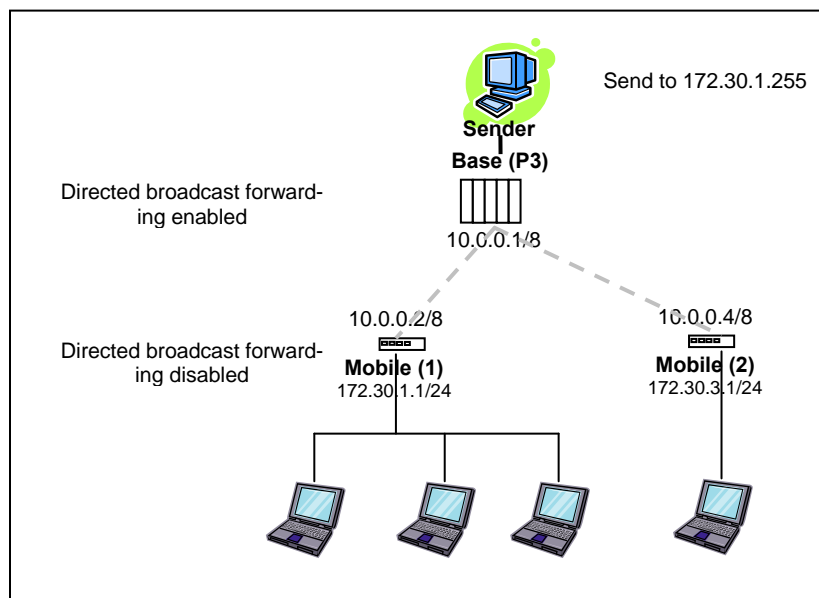 Send to 172.30.1.255
Sender
Base (P3)
Directed broadcast forward-
ing enabled
10.0.0.1/8
10.0.0.2/8
10.0.0.4/8
Directed broadcast forward-
ing disabled
Mobile (1)
172.30.1.1/24
Mobile (2)
172.30.3.1/24